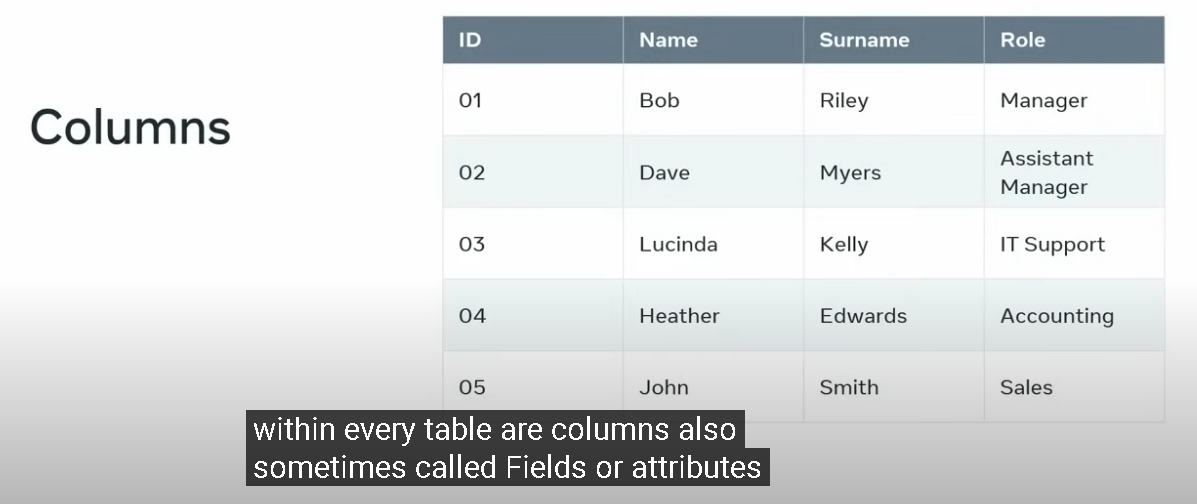 Columns
ID Name Surname Role
01 Bob Riley Manager
02 Dave Myers Assistant
Manager
03 Lucinda Kelly IT Support
04 Heather Edwards Accounting
05 John Smith Sales
within every table are columns also
sometimes called Fields or attributes